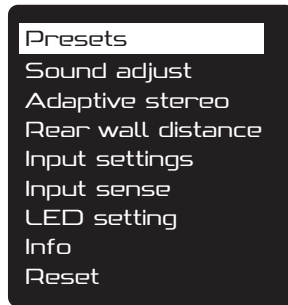 Presets
Sound adjust
Adaptive stereo
Rear wall distance
Input settings
Input sense
LED setting
Info
Reset